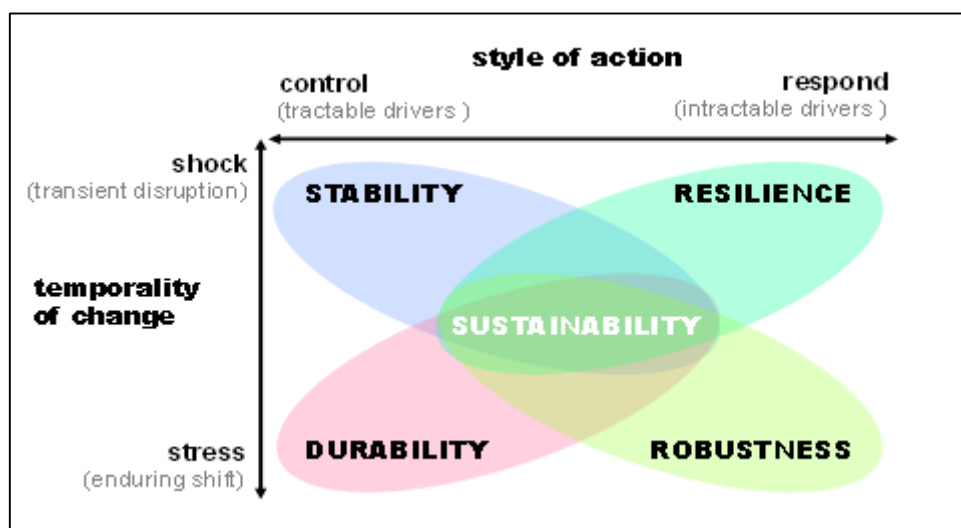 style of action
control
(tractable drivers )
respond
(intractable drivers )
shock
(transient disruption)
STABILITY
RESILIENCE
temporality
of change
SUSTAINABILITY
stress
(enduring shift)
DURABILITY
ROBUSTNESS